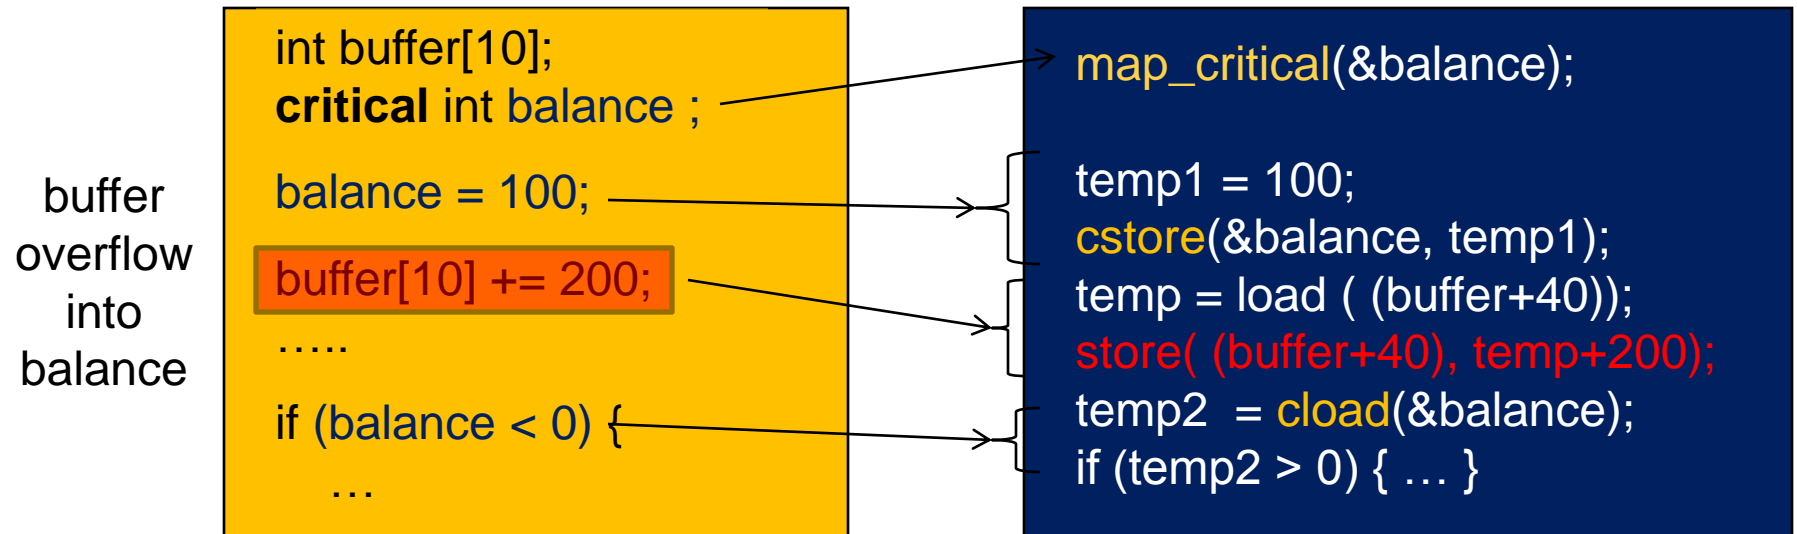 buffer
overflow
into
balance
int buffer[10];
critical int balance ;
balance = 100;
buffer[10] += 200;
…..
if (balance < 0) {
…
map_critical(&balance);
temp1 = 100;
cstore(&balance, temp1);
temp = load ( (buffer+40));
store( (buffer+40), temp+200);
temp2  = cload(&balance);
if (temp2 > 0) { … }